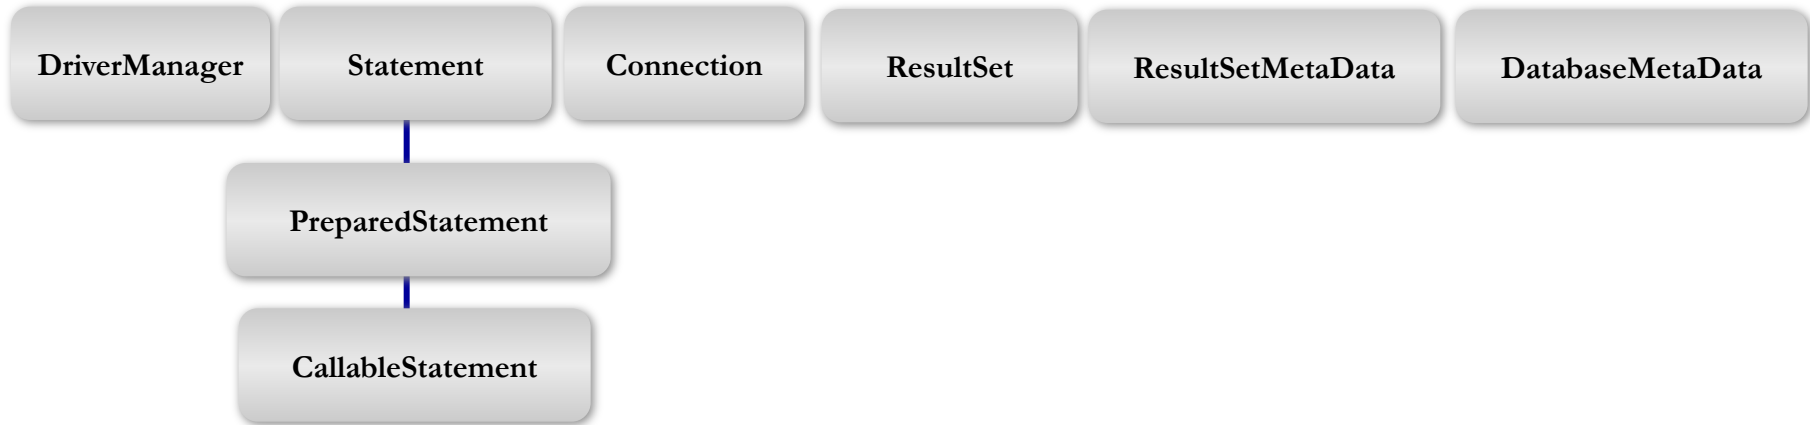 DriverManager
Statement
Connection
ResultSet
ResultSetMetaData
DatabaseMetaData
PreparedStatement
CallableStatement